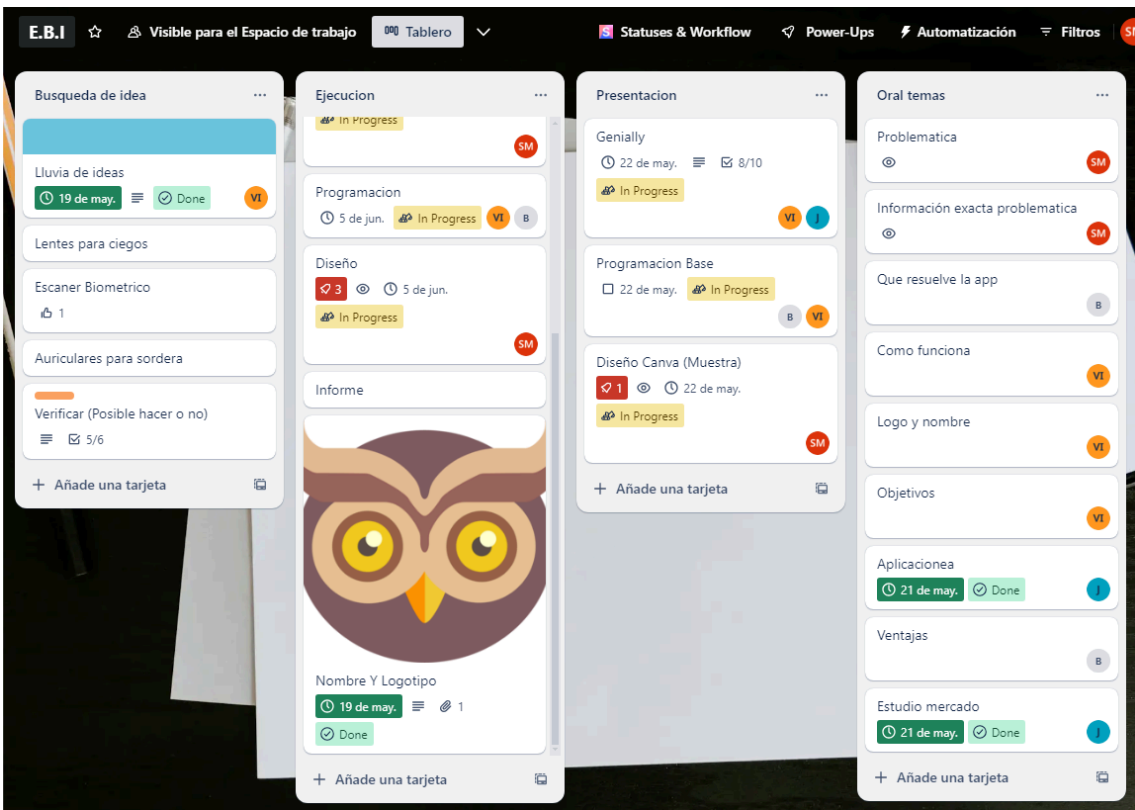 E.B.I Visible para el Espacio de trabajo Tablero Statuses & Workflow Power-Ups Automatización Filtros SM
Busqueda de idea
Lluvia de ideas
19 de may. Done VI
Lentes para ciegos
Escaner Biometrico
1
Auriculares para sordera
Verificar (Posible hacer o no)
5/6
+ Añade una tarjeta
Ejecucion
In Progress
SM
Programacion
5 de jun. In Progress VI B
Diseño
3 5 de jun.
In Progress
SM
Informe
Nombre Y Logotipo
19 de may. 1
Done
+ Añade una tarjeta
Presentacion
Genially
22 de may. 8/10
In Progress
VI J
Programacion Base
22 de may. In Progress
B VI
Diseño Canva (Muestra)
1 22 de may.
In Progress
SM
+ Añade una tarjeta
Oral temas
Problematica
SM
Información exacta problematica
SM
Que resuelve la app
B
Como funciona
VI
Logo y nombre
VI
Objetivos
VI
Aplicacionea
21 de may. Done J
Ventajas
B
Estudio mercado
21 de may. Done J
+ Añade una tarjeta